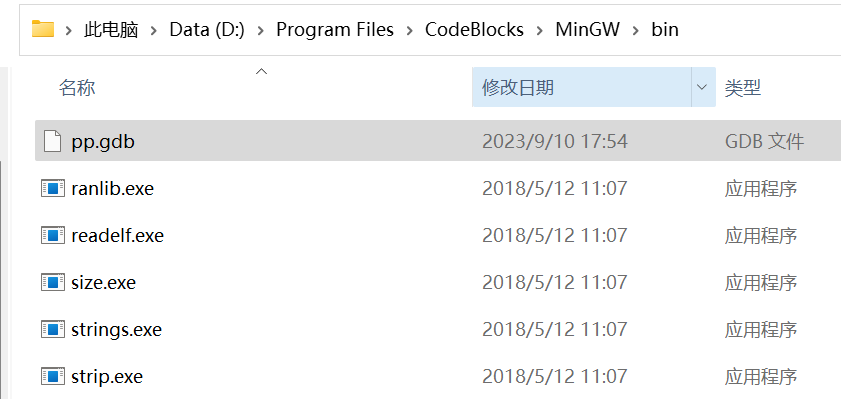 此电脑 > Data (D:) > Program Files > CodeBlocks > MinGW > bin
名称 修改日期 类型
pp.gdb 2023/9/10 17:54 GDB 文件
ranlib.exe 2018/5/12 11:07 应用程序
readelf.exe 2018/5/12 11:07 应用程序
size.exe 2018/5/12 11:07 应用程序
strings.exe 2018/5/12 11:07 应用程序
strip.exe 2018/5/12 11:07 应用程序